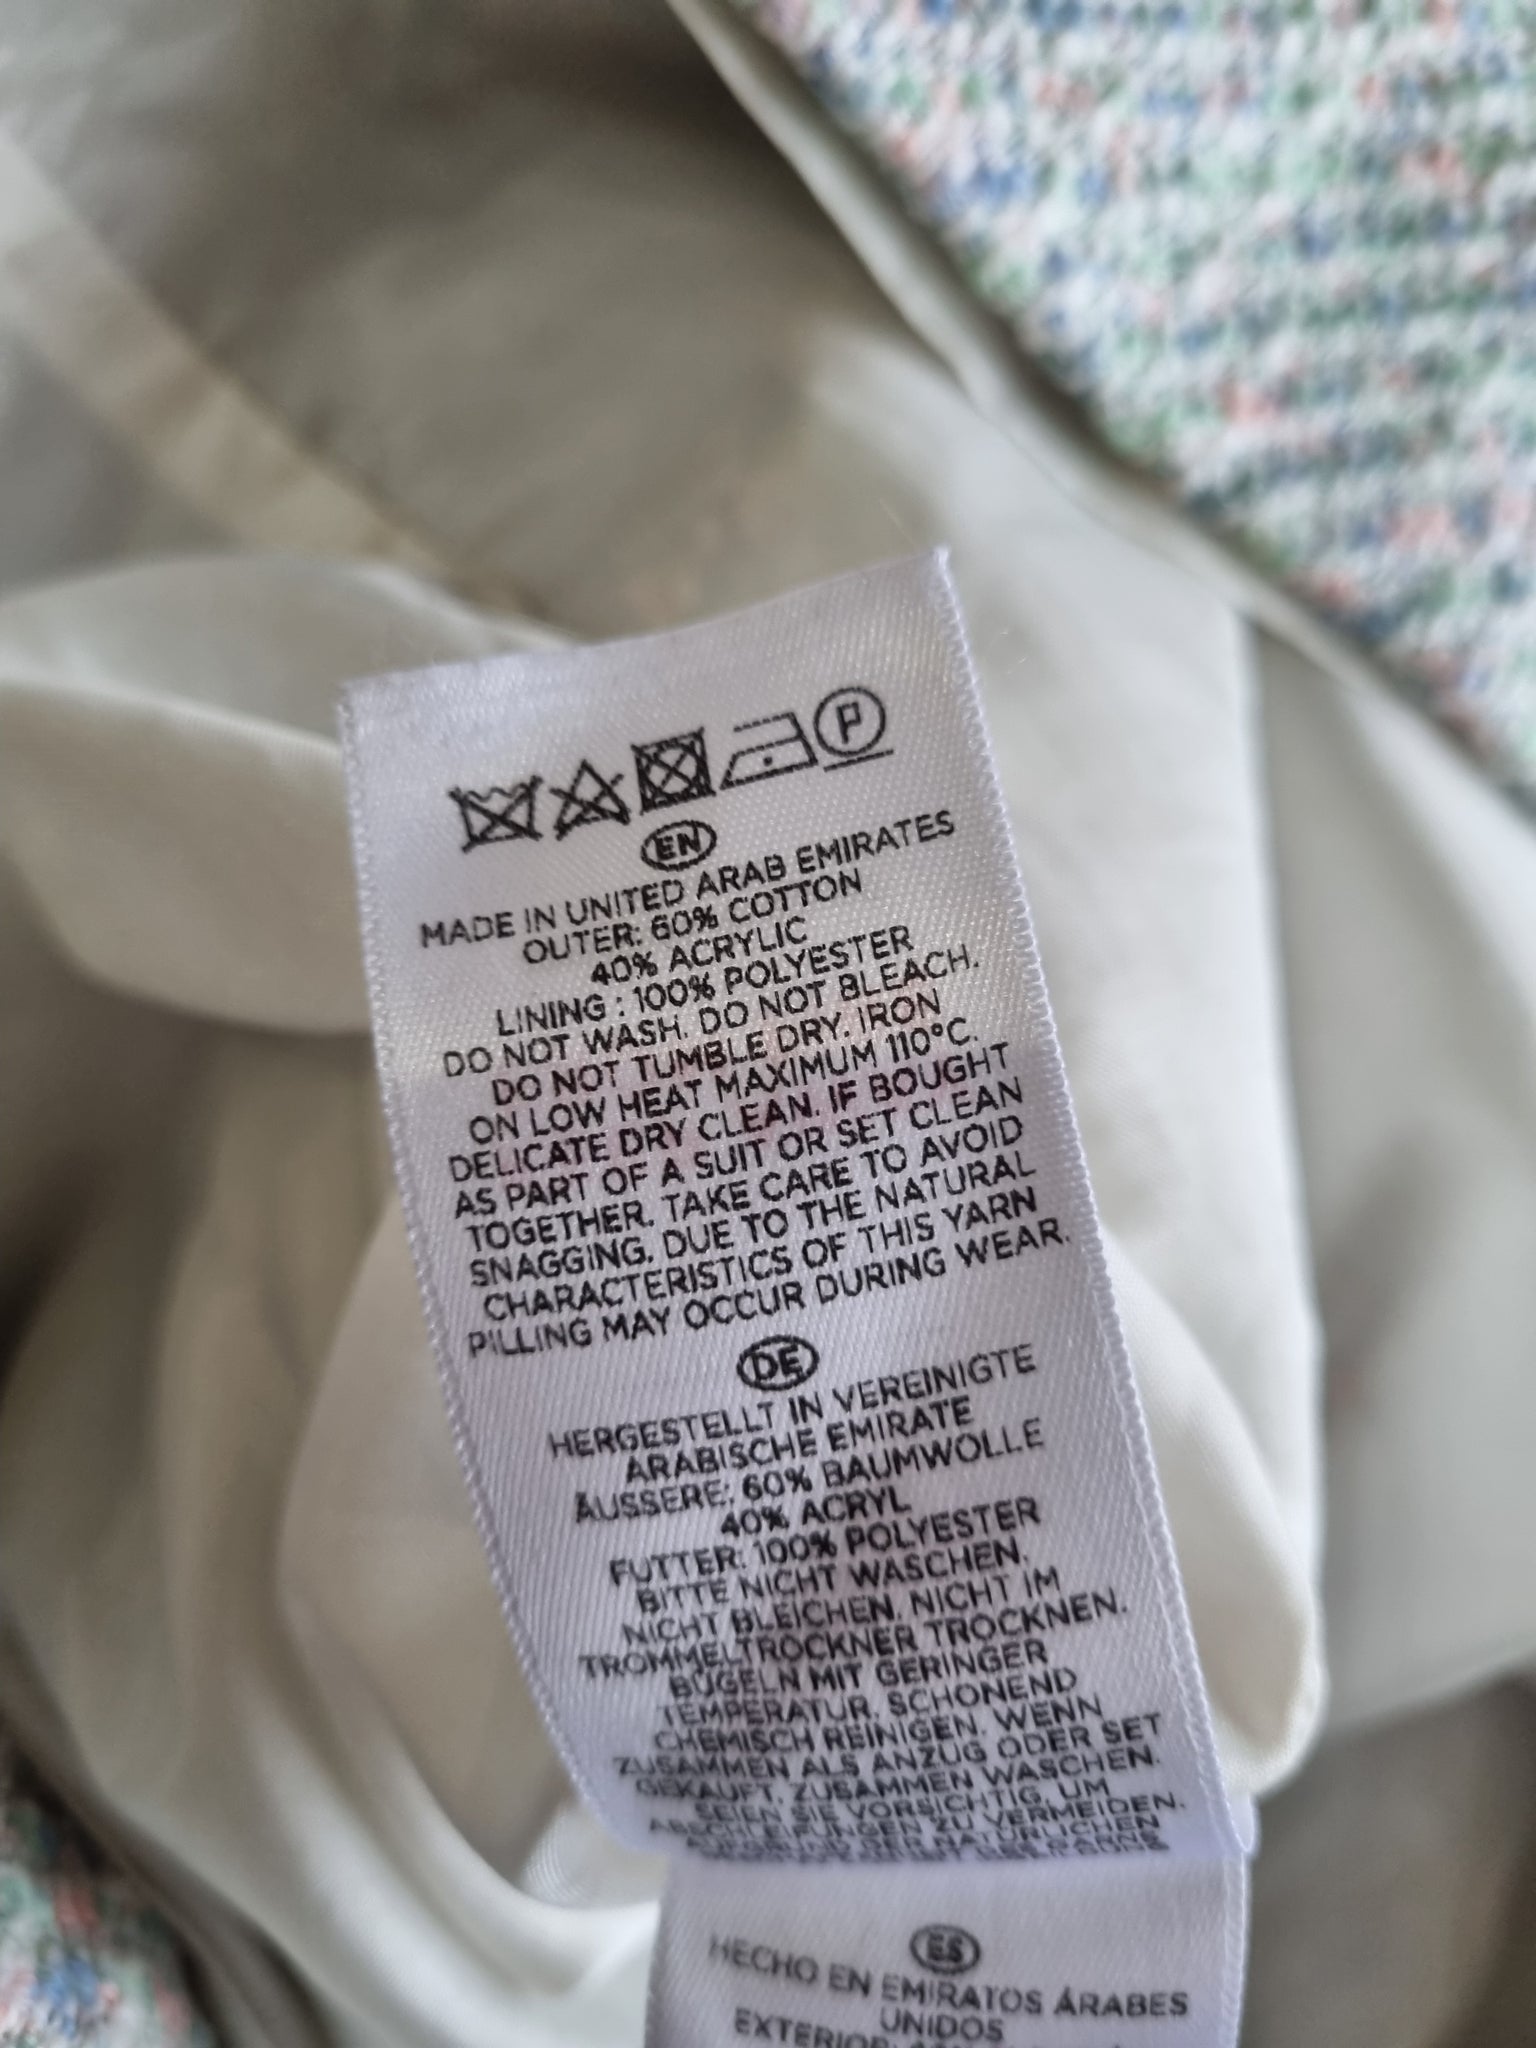 P
EN
MADE IN UNITED ARAB EMIRATES
OUTER: 60% COTTON
40% ACRYLIC
LINING : 100% POLYESTER
DO NOT WASH. DO NOT BLEACH.
DO NOT TUMBLE DRY. IRON
ON LOW HEAT MAXIMUM 110°C.
DELICATE DRY CLEAN. IF BOUGHT
AS PART OF A SUIT OR SET CLEAN
TOGETHER. TAKE CARE TO AVOID
SNAGGING. DUE TO THE NATURAL
CHARACTERISTICS OF THIS YARN
PILLING MAY OCCUR DURING WEAR.
DE
HERGESTELLT IN VEREINIGTE
ARABISCHE EMIRATE
ÄUSSERE: 60% BAUMWOLLE
40% ACRYL
FUTTER: 100% POLYESTER
BITTE NICHT WASCHEN.
NICHT BLEICHEN. NICHT IM
TROMMELTROCKNER TROCKNEN.
BÜGELN MIT GERINGER
TEMPERATUR. SCHONEND
CHEMISCH REINIGEN. WENN
ZUSAMMEN ALS ANZUG ODER SET
GEKAUFT, ZUSAMMEN WASCHEN.
SEIEN SIE VORSICHTIG, UM
ZU VERMEIDEN.
NATÜRLICHEN
ES
HECHO EN EMIRATOS ÁRABES
UNIDOS
EXTERIOR: